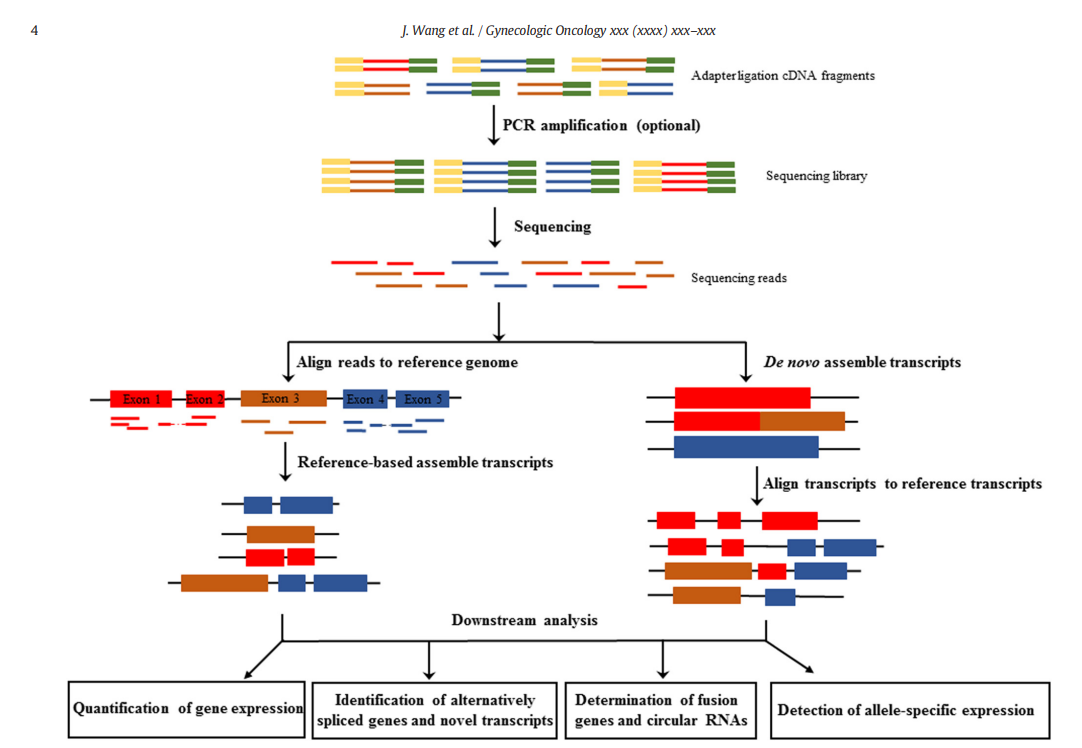 4
J. Wang et al. / Gynecologic Oncology xxx (xxxx) xxx–xxx
Adapter ligation cDNA fragments
PCR amplification (optional)
Sequencing library
Sequencing
Sequencing reads
Align reads to reference genome
De novo assemble transcripts
Exon 1 Exon 2 Exon 3 Exon 4 Exon 5
Reference-based assemble transcripts
Align transcripts to reference transcripts
Downstream analysis
Quantification of gene expression
Identification of alternatively
spliced genes and novel transcripts
Determination of fusion
genes and circular RNAs
Detection of allele-specific expression